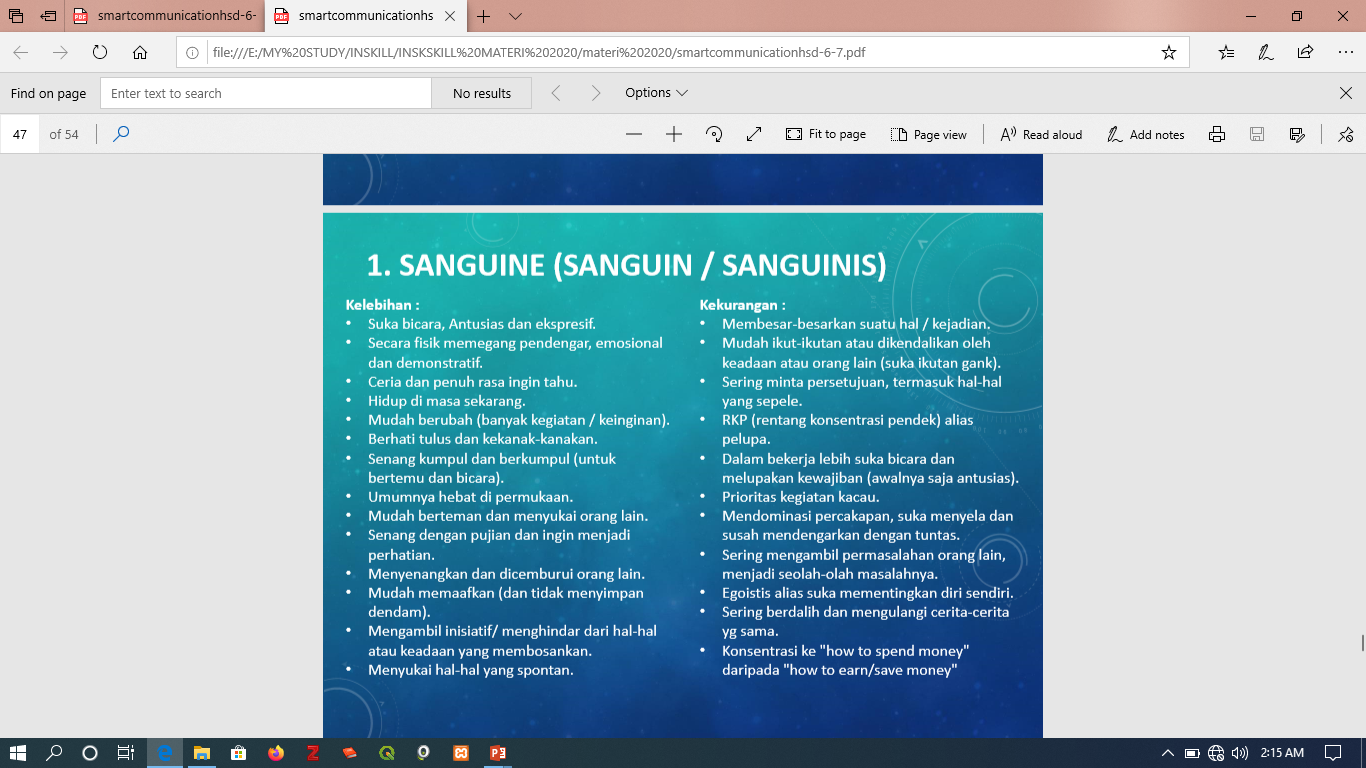 smartcommunicationhsd-6-
smartcommunicationhs
file:///E:/MY%20STUDY/INSKILL/INSKSKILL%20MATERI%202020/materi%202020/smartcommunicationhsd-6-7.pdf
Find on page
Enter text to search
No results
Options
47
of 54
Fit to page
Page view
Read aloud
Add notes
1. SANGUINE (SANGUIN / SANGUINIS)
Kelebihan :
• Suka bicara, Antusias dan ekspresif.
• Secara fisik memegang pendengar, emosional
dan demonstratif.
• Ceria dan penuh rasa ingin tahu.
• Hidup di masa sekarang.
• Mudah berubah (banyak kegiatan / keinginan).
• Berhati tulus dan kekanak-kanakan.
• Senang kumpul dan berkumpul (untuk
bertemu dan bicara).
• Umumnya hebat di permukaan.
• Mudah berteman dan menyukai orang lain.
• Senang dengan pujian dan ingin menjadi
perhatian.
• Menyenangkan dan dicemburui orang lain.
• Mudah memaafkan (dan tidak menyimpan
dendam).
• Mengambil inisiatif/ menghindar dari hal-hal
atau keadaan yang membosankan.
• Menyukai hal-hal yang spontan.
Kekurangan :
• Membesar-besarkan suatu hal / kejadian.
• Mudah ikut-ikutan atau dikendalikan oleh
keadaan atau orang lain (suka ikutan gank).
• Sering minta persetujuan, termasuk hal-hal
yang sepele.
• RKP (rentang konsentrasi pendek) alias
pelupa.
• Dalam bekerja lebih suka bicara dan
melupakan kewajiban (awalnya saja antusias).
• Prioritas kegiatan kacau.
• Mendominasi percakapan, suka menyela dan
susah mendengarkan dengan tuntas.
• Sering mengambil permasalahan orang lain,
menjadi seolah-olah masalahnya.
• Egoistis alias suka mementingkan diri sendiri.
• Sering berdalih dan mengulangi cerita-cerita
yg sama.
• Konsentrasi ke "how to spend money"
daripada "how to earn/save money"
2:15 AM